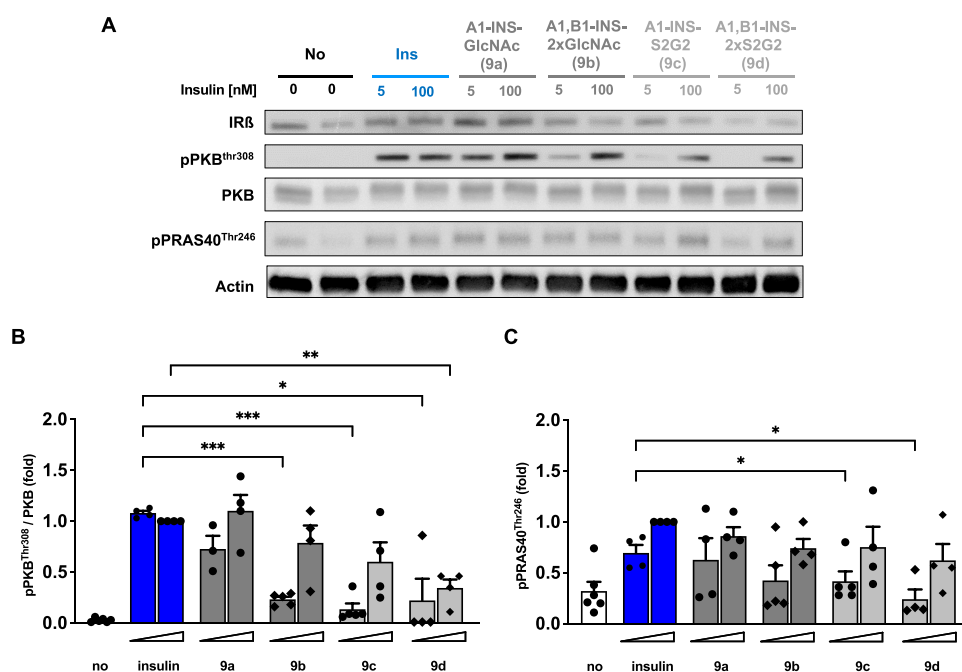 A
No
Ins
A1-INS-
GlcNAc
(9a)
A1,B1-INS-
2xGlcNAc
(9b)
A1-INS-
S2G2
(9c)
A1,B1-INS-
2xS2G2
(9d)
Insulin [nM] 0 0 5 100 5 100 5 100 5 100 5 100
IRß
pPKBthr308
PKB
pPRAS40Thr246
Actin
B
**
*
***
***
pPKBThr308 / PKB (fold)
2.0
1.5
1.0
0.5
0.0
no insulin 9a 9b 9c 9d
C
*
*
pPRAS40Thr246 (fold)
2.0
1.5
1.0
0.5
0.0
no insulin 9a 9b 9c 9d